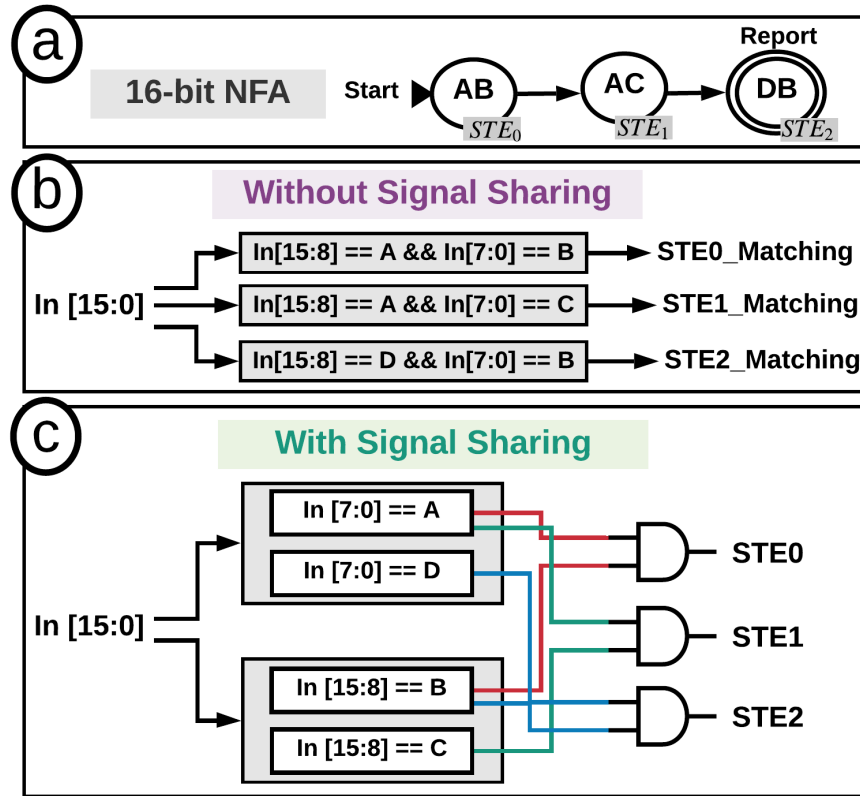 a
16-bit NFA
Start
AB
STE0
AC
STE1
Report
DB
STE2
b
Without Signal Sharing
In [15:0]
In[15:8] == A && In[7:0] == B
STE0_Matching
In[15:8] == A && In[7:0] == C
STE1_Matching
In[15:8] == D && In[7:0] == B
STE2_Matching
c
With Signal Sharing
In [15:0]
In [7:0] == A
In [7:0] == D
In [15:8] == B
In [15:8] == C
STE0
STE1
STE2